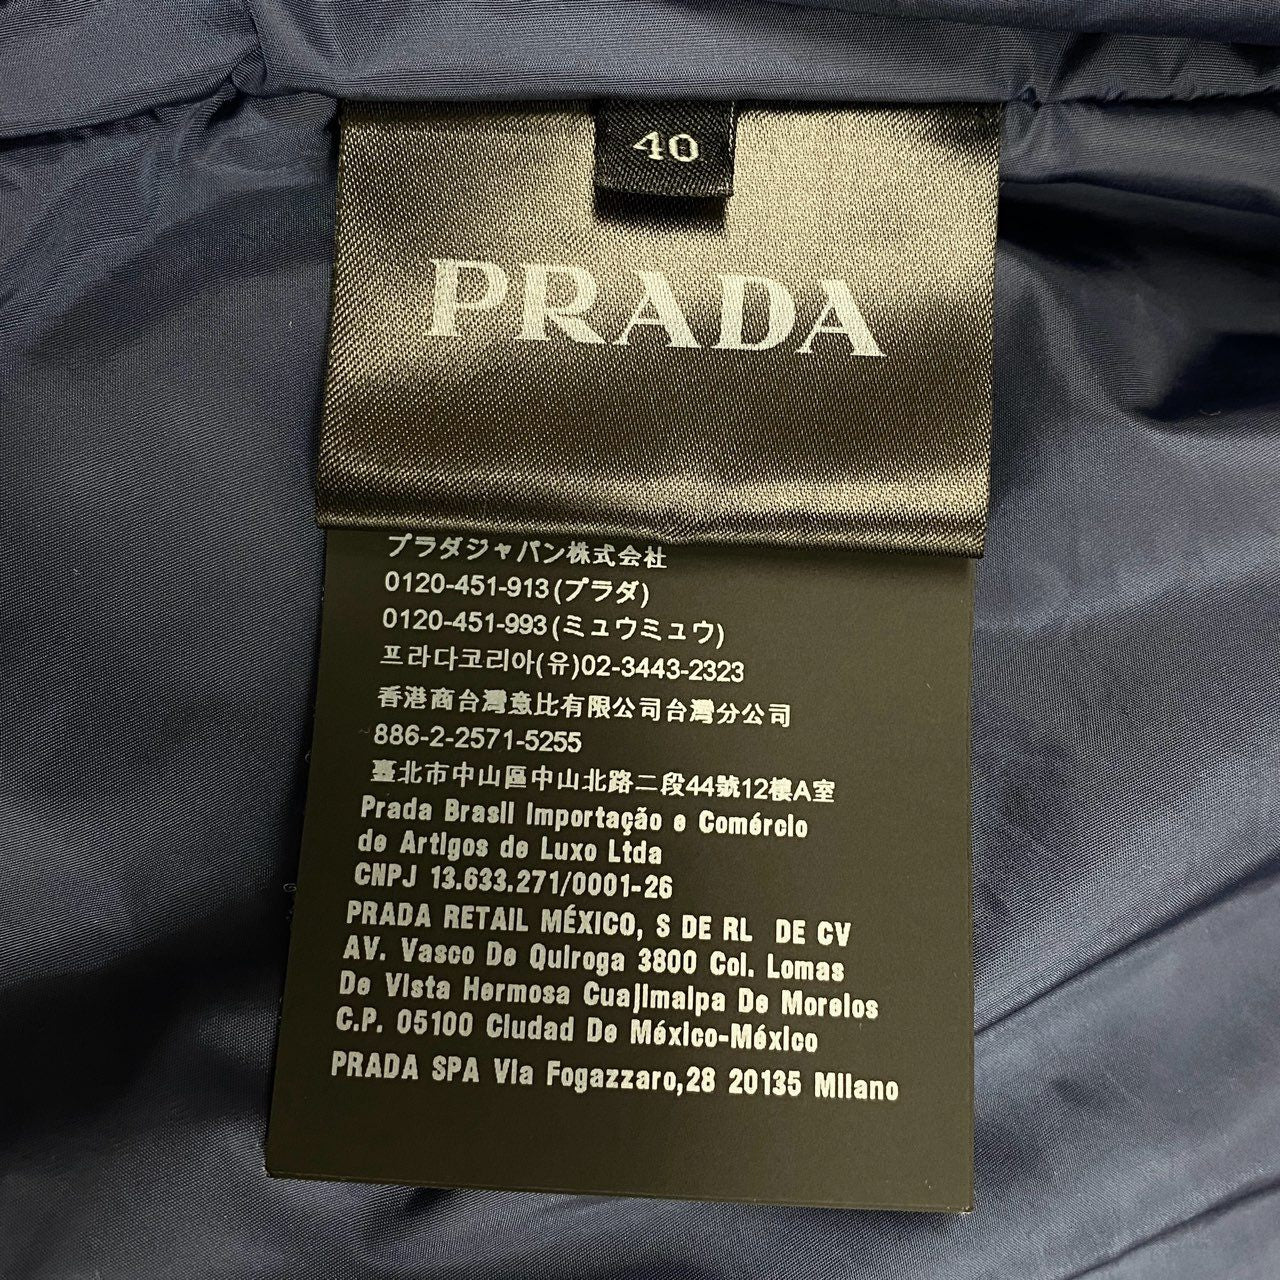 40
PRADA
プラダジャパン株式会社
0120-451-913(プラダ)
0120-451-993(ミュウミュウ)
프라다코리아(유)02-3443-2323
香港商台灣意比有限公司台灣分公司
886-2-2571-5255
臺北市中山區中山北路二段44號12樓A室
Prada Brasil Importação e Comércio
de Artigos de Luxo Ltda
CNPJ 13.633.271/0001-26
PRADA RETAIL MÉXICO, S DE RL DE CV
AV. Vasco De Quiroga 3800 Col. Lomas
De Vista Hermosa Cuajimalpa De Morelos
C.P. 05100 Ciudad De México-México
PRADA SPA Via Fogazzaro,28 20135 Milano